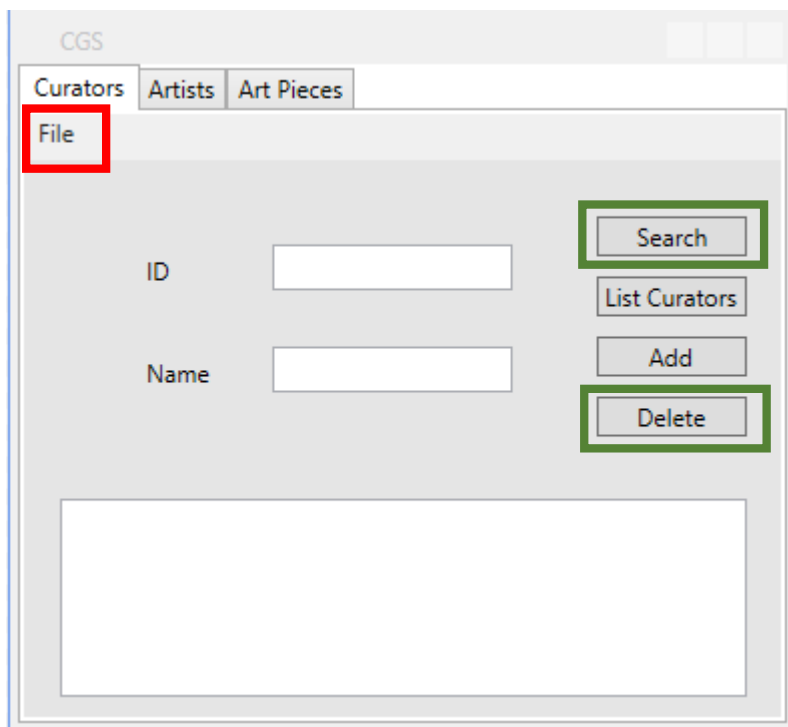 CGS
Curators Artists Art Pieces
File
Search
ID
List Curators
Add
Name
Delete